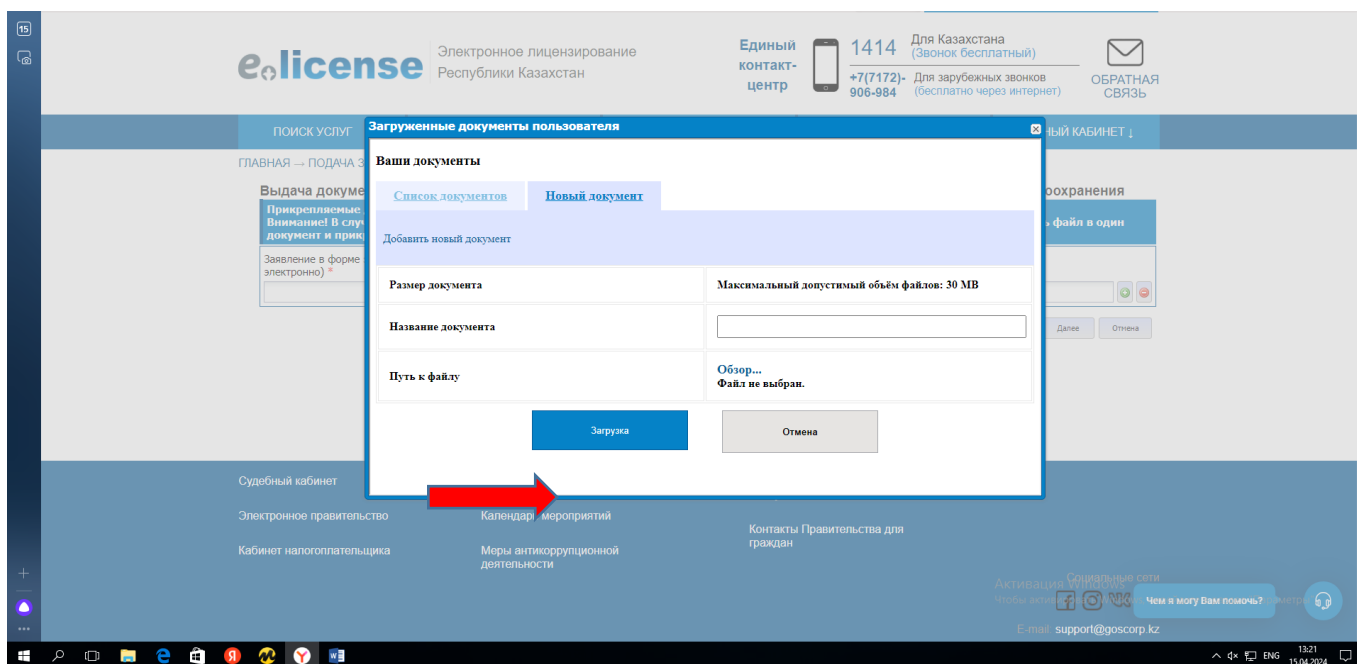 15
e.license
Электронное лицензирование
Республики Казахстан
Единый
контакт-
центр
1414
Для Казахстана
(Звонок бесплатный)
+7(7172)-
906-984
Для зарубежных звонков
(бесплатно через интернет)
ОБРАТНАЯ
СВЯЗЬ
ПОИСК УСЛУГ
НЫЙ КАБИНЕТ ↓
Загруженные документы пользователя
ГЛАВНАЯ → ПОДАЧА З
Ваши документы
Выдача докуме
оохранения
Список документов
Новый документ
Прикрепляемые
Внимание! В случ
ь файл в один
документ и прик
Добавить новый документ
Заявление в форме
электронно) *
Размер документа
Максимальный допустимый объём файлов: 30 MB
Название документа
Далее
Отмена
Путь к файлу
Обзор...
Файл не выбран.
Загрузка
Отмена
Судебный кабинет
Электронное правительство
Календарь мероприятий
Контакты Правительства для
граждан
Кабинет налогоплательщика
Меры антикоррупционной
деятельности
Социальные сети
Активация Windows
Чем я могу Вам помочь?
E-mail support@goscorp.kz
ENG
13:21
15.04.2024